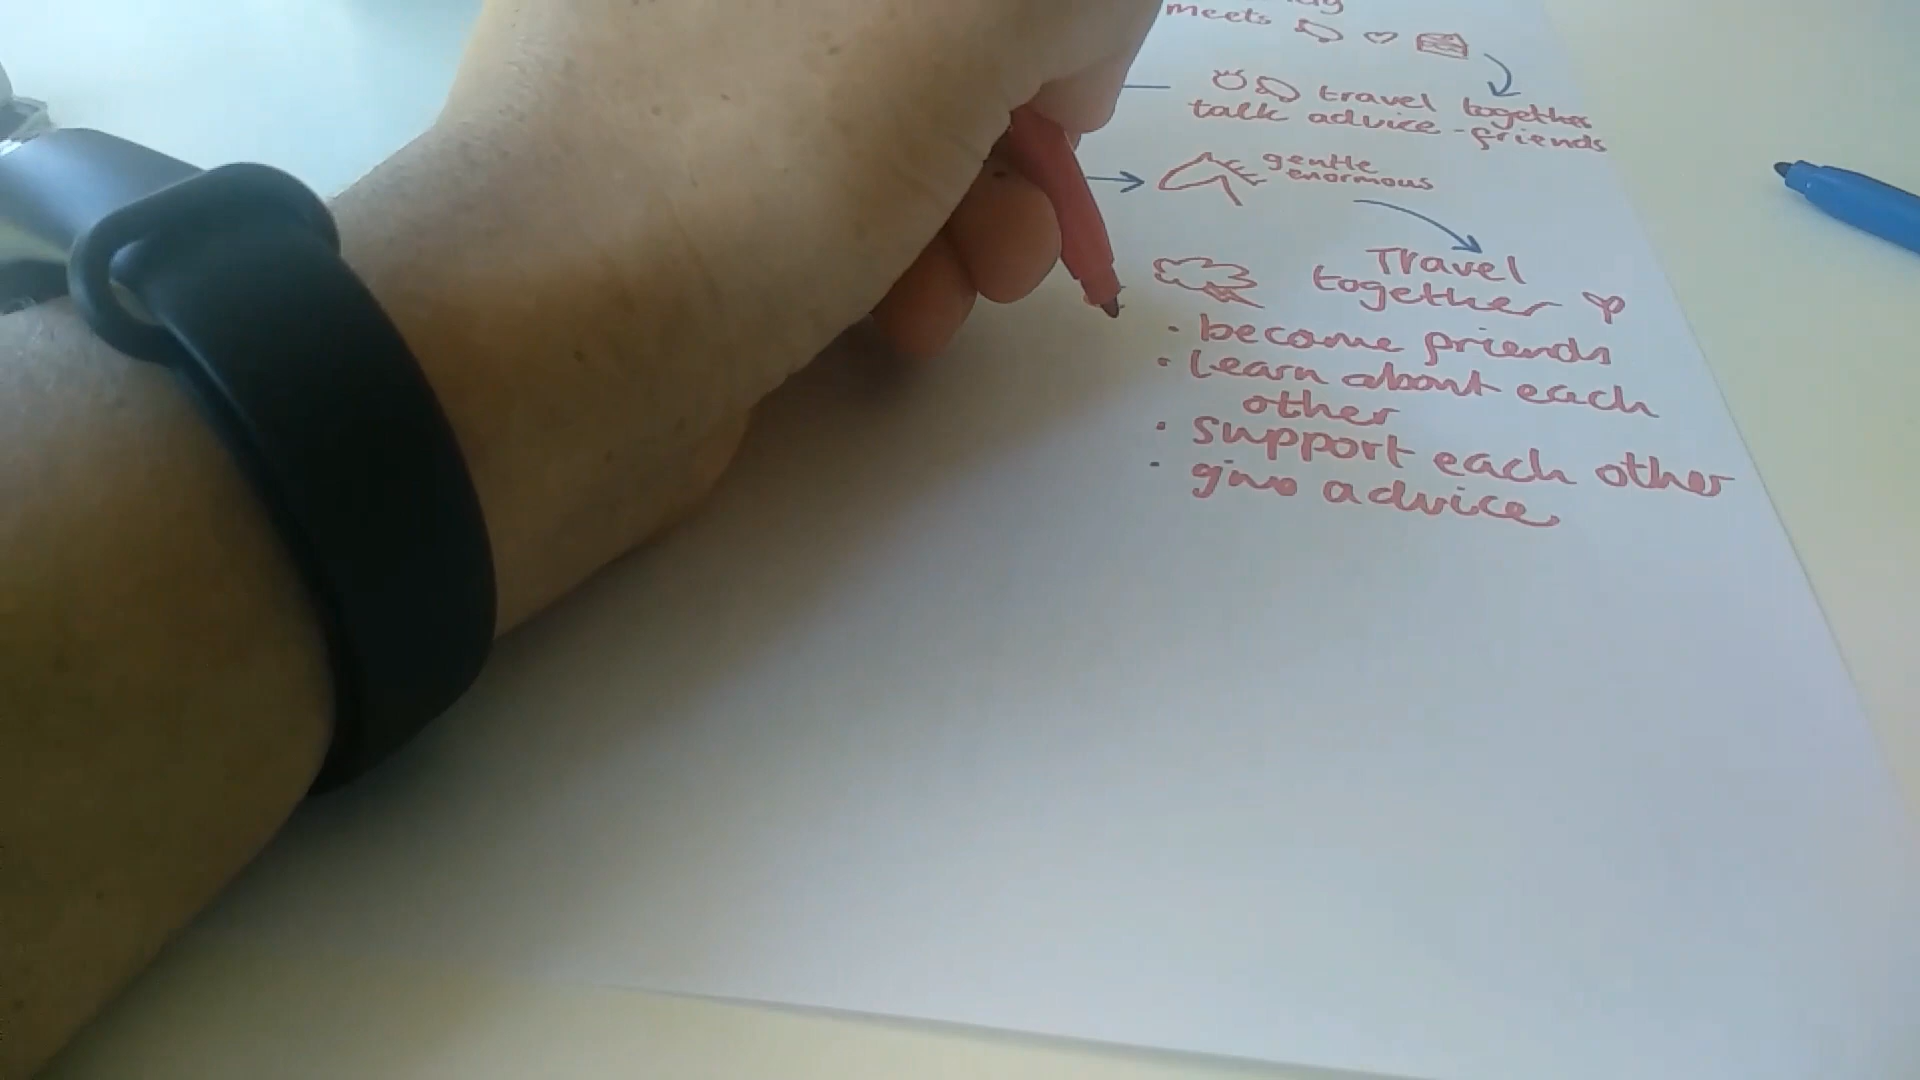 meets
travel together
talk advice - friends
gentle
enormous
Travel
together
• become friends
• learn about each
other
• support each other
• give advice